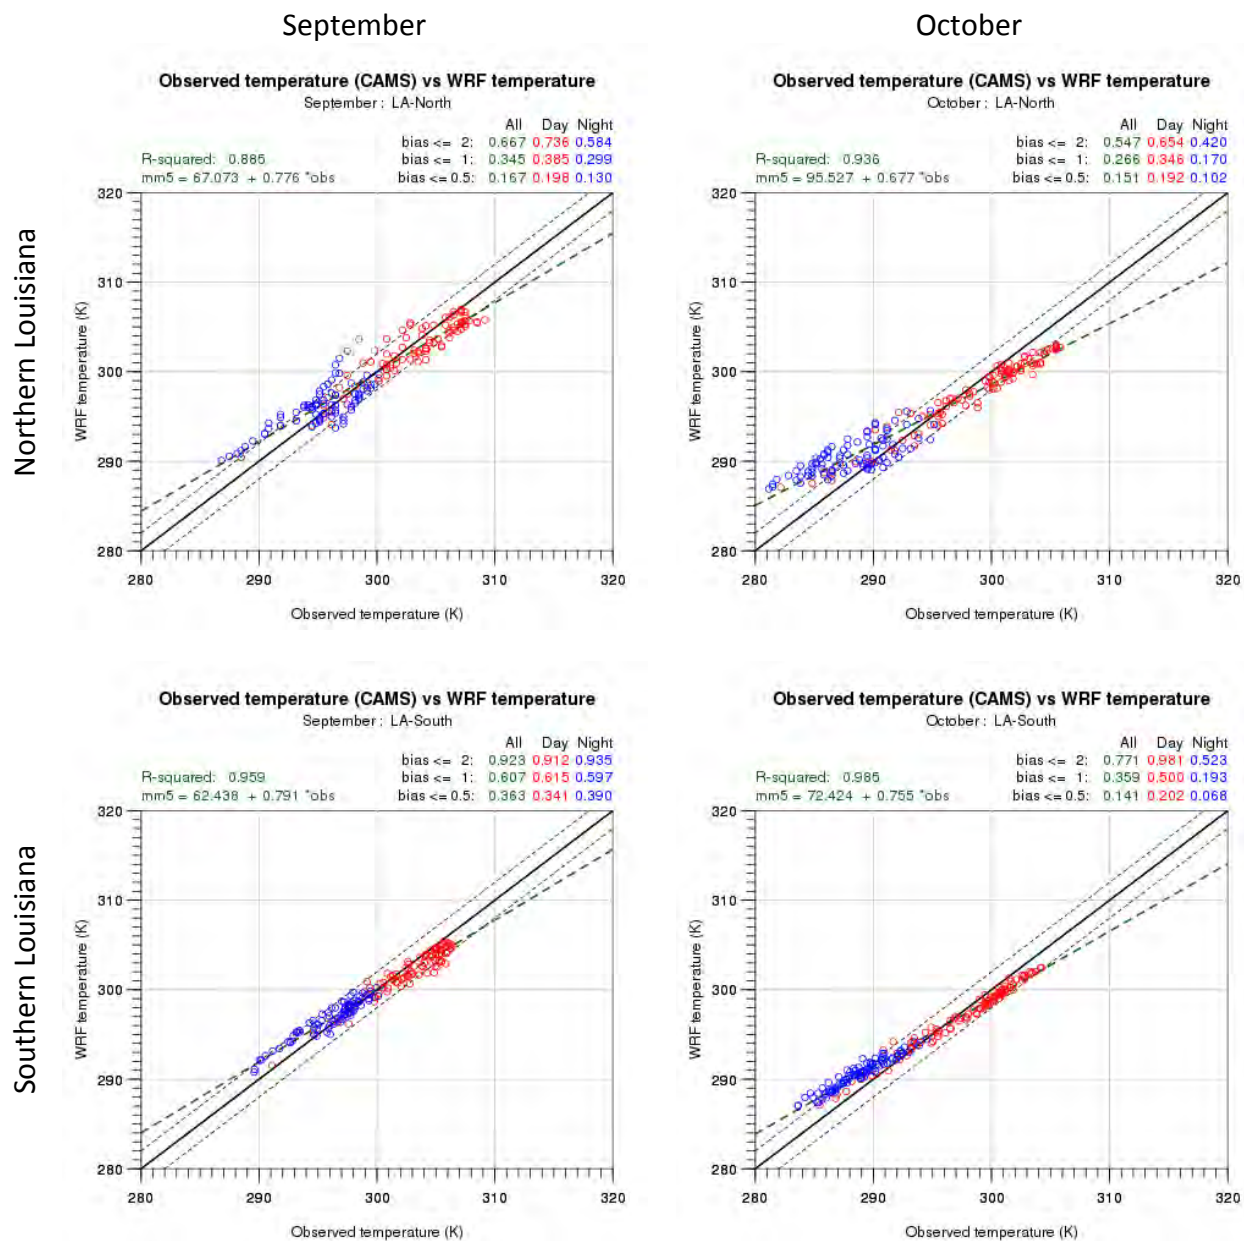 September
October
Northern Louisiana
Observed temperature (CAMS) vs WRF temperature
September : LA-North
All Day Night
bias <= 2: 0.667 0.736 0.584
R-squared: 0.885
bias <= 1: 0.345 0.385 0.299
mm5 = 67.073 + 0.776 *obs
bias <= 0.5: 0.167 0.198 0.130
320
310
300
290
280
WRF temperature (K)
280 290 300 310 320
Observed temperature (K)
Observed temperature (CAMS) vs WRF temperature
October : LA-North
All Day Night
bias <= 2: 0.547 0.654 0.420
R-squared: 0.936
bias <= 1: 0.266 0.346 0.170
mm5 = 95.527 + 0.677 *obs
bias <= 0.5: 0.151 0.192 0.102
320
310
300
290
280
WRF temperature (K)
280 290 300 310 320
Observed temperature (K)
Southern Louisiana
Observed temperature (CAMS) vs WRF temperature
September : LA-South
All Day Night
bias <= 2: 0.923 0.912 0.935
R-squared: 0.959
bias <= 1: 0.607 0.615 0.597
mm5 = 62.438 + 0.791 *obs
bias <= 0.5: 0.363 0.341 0.390
320
310
300
290
280
WRF temperature (K)
280 290 300 310 320
Observed temperature (K)
Observed temperature (CAMS) vs WRF temperature
October : LA-South
All Day Night
bias <= 2: 0.771 0.981 0.523
R-squared: 0.985
bias <= 1: 0.359 0.500 0.193
mm5 = 72.424 + 0.755 *obs
bias <= 0.5: 0.141 0.202 0.068
320
310
300
290
280
WRF temperature (K)
280 290 300 310 320
Observed temperature (K)